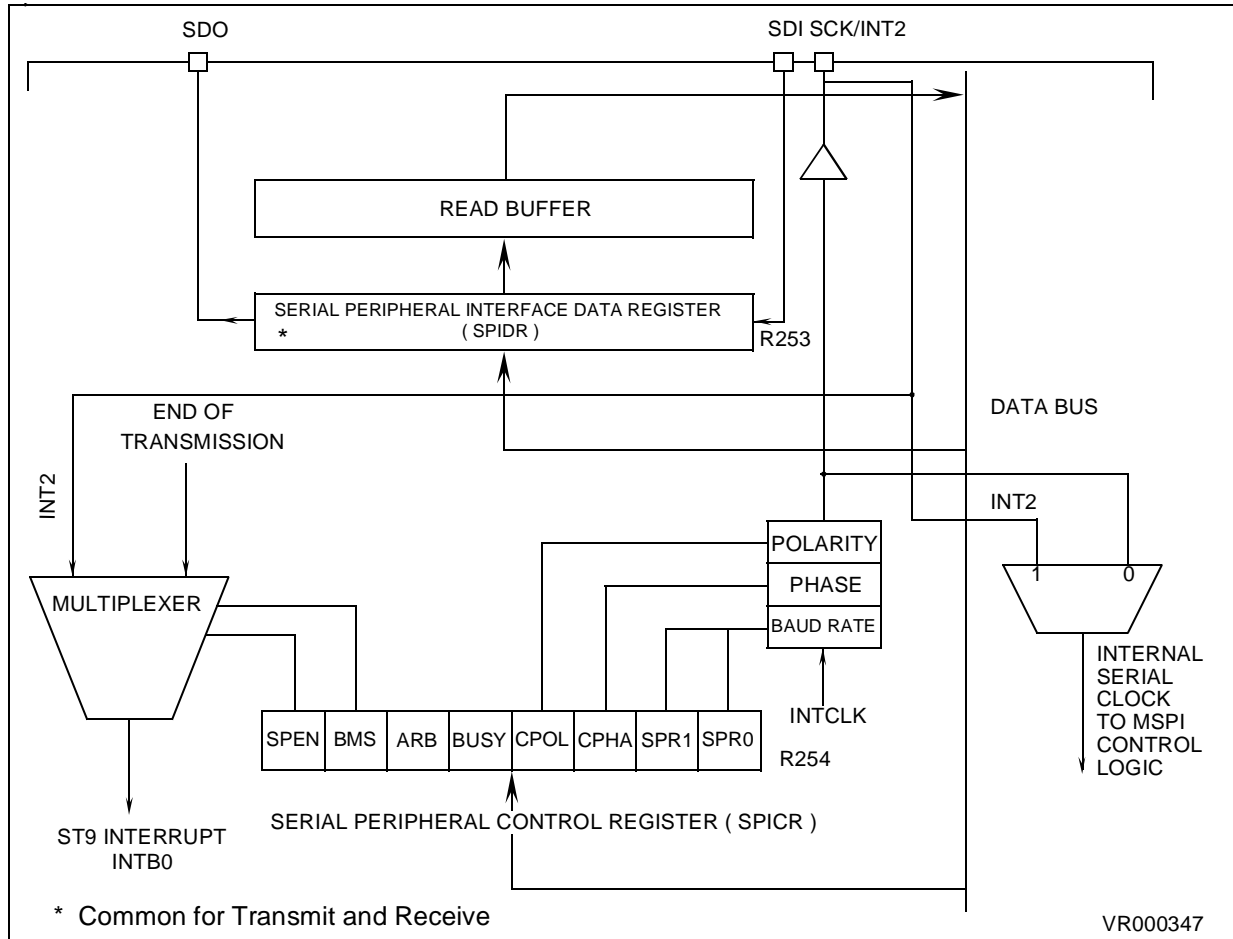 SDO
SDI SCK/INT2
READ BUFFER
SERIAL PERIPHERAL INTERFACE DATA REGISTER
* ( SPIDR )
R253
END OF
TRANSMISSION
DATA BUS
INT2
INT2
POLARITY
1 0
MULTIPLEXER
PHASE
BAUD RATE
INTERNAL
SERIAL
CLOCK
TO MSPI
CONTROL
LOGIC
INTCLK
SPEN BMS ARB BUSY CPOL CPHA SPR1 SPR0
R254
SERIAL PERIPHERAL CONTROL REGISTER ( SPICR )
ST9 INTERRUPT
INTB0
* Common for Transmit and Receive
VR000347